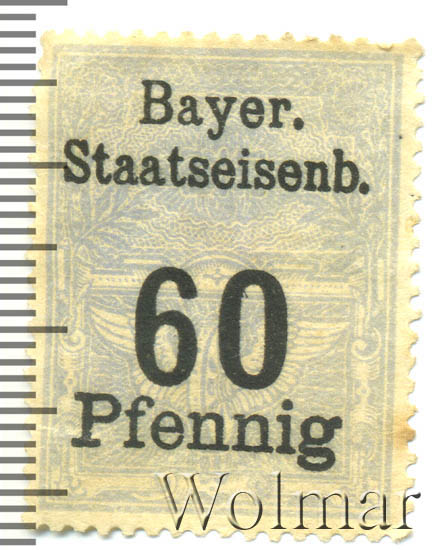 Bayer.
Staatseisenb.
60
Pfennig
Wolmar